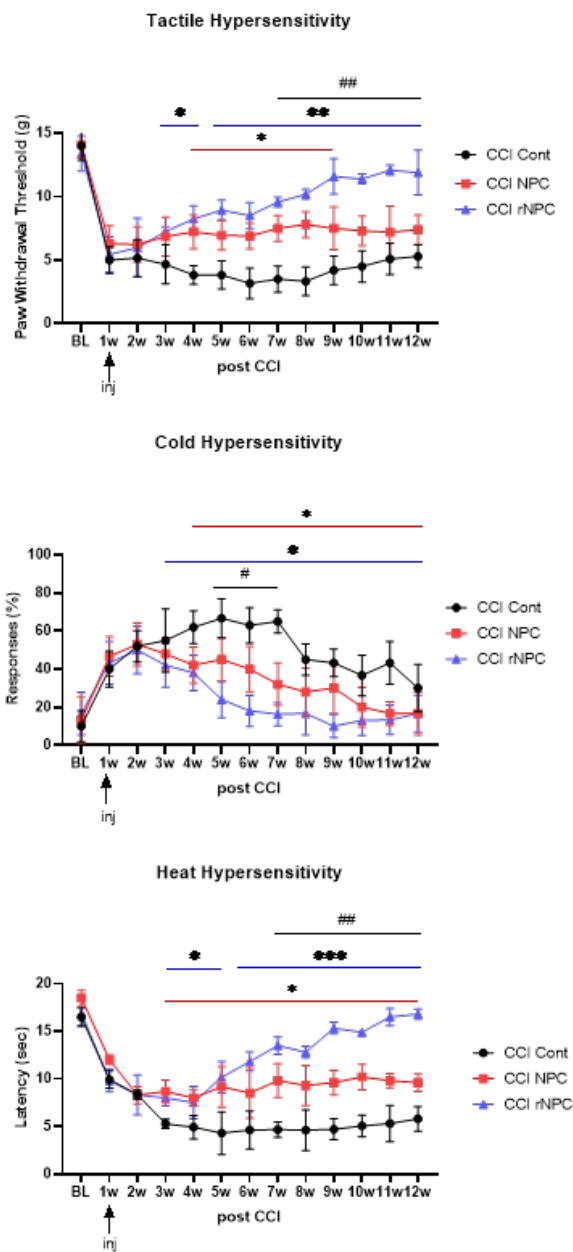 Tactile Hypersensitivity
##
* **
*
Paw Withdrawal Threshold (g)
15
10
5
0
BL 1w 2w 3w 4w 5w 6w 7w 8w 9w 10w 11w 12w
post CCI
inj
CCI Cont
CCI NPC
CCI rNPC
Cold Hypersensitivity
*
*
#
Responses (%)
100
80
60
40
20
0
BL 1w 2w 3w 4w 5w 6w 7w 8w 9w 10w 11w 12w
post CCI
inj
CCI Cont
CCI NPC
CCI rNPC
Heat Hypersensitivity
##
* ***
*
Latency (sec)
20
15
10
5
0
BL 1w 2w 3w 4w 5w 6w 7w 8w 9w 10w 11w 12w
post CCI
inj
CCI Cont
CCI NPC
CCI rNPC